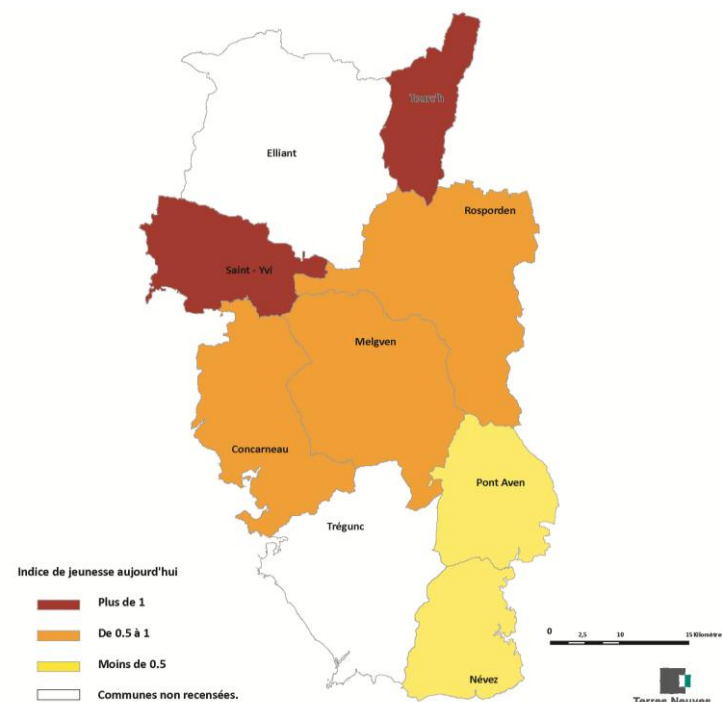 Tourc'h
Elliant
Rosporden
Saint - Yvi
Melgven
Concarneau
Pont Aven
Trégunc
Névez
Indice de jeunesse aujourd'hui
Plus de 1
De 0.5 à 1
Moins de 0.5
Communes non recensées.
0 2,5 10 15 Kilomètre
Terres Neuves